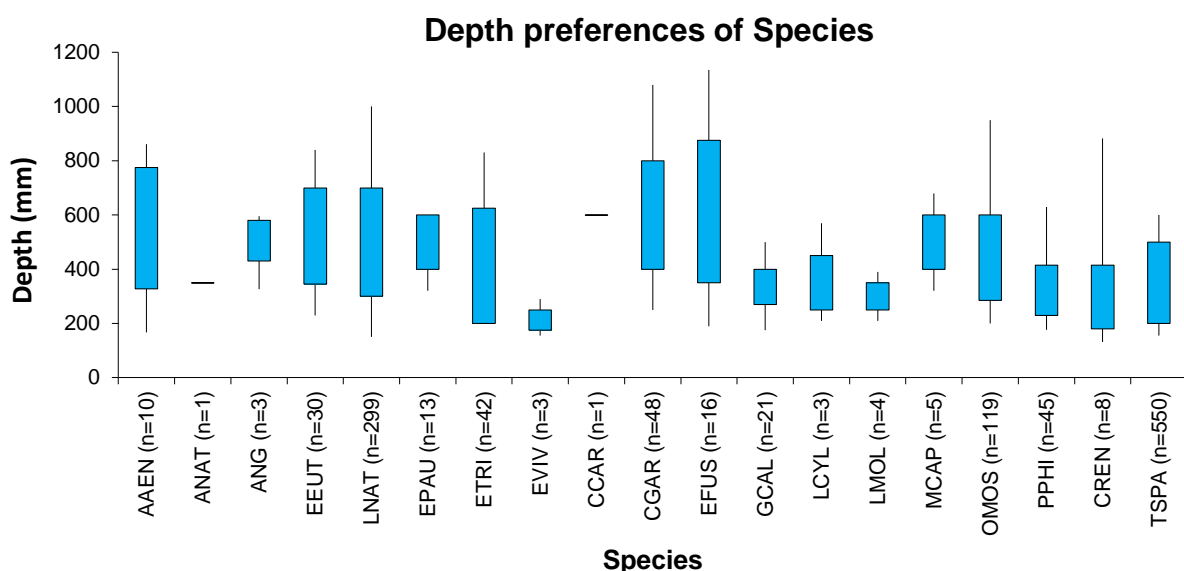 Depth preferences of Species
Depth (mm)
1200
1000
800
600
400
200
0
AAEN (n=10)
ANAT (n=1)
ANG (n=3)
EEUT (n=30)
LNAT (n=299)
EPAU (n=13)
ETRI (n=42)
EVIV (n=3)
CCAR (n=1)
CGAR (n=48)
EFUS (n=16)
GCAL (n=21)
LCYL (n=3)
LMOL (n=4)
MCAP (n=5)
OMOS (n=119)
PPHI (n=45)
CREN (n=8)
TSPA (n=550)
Species